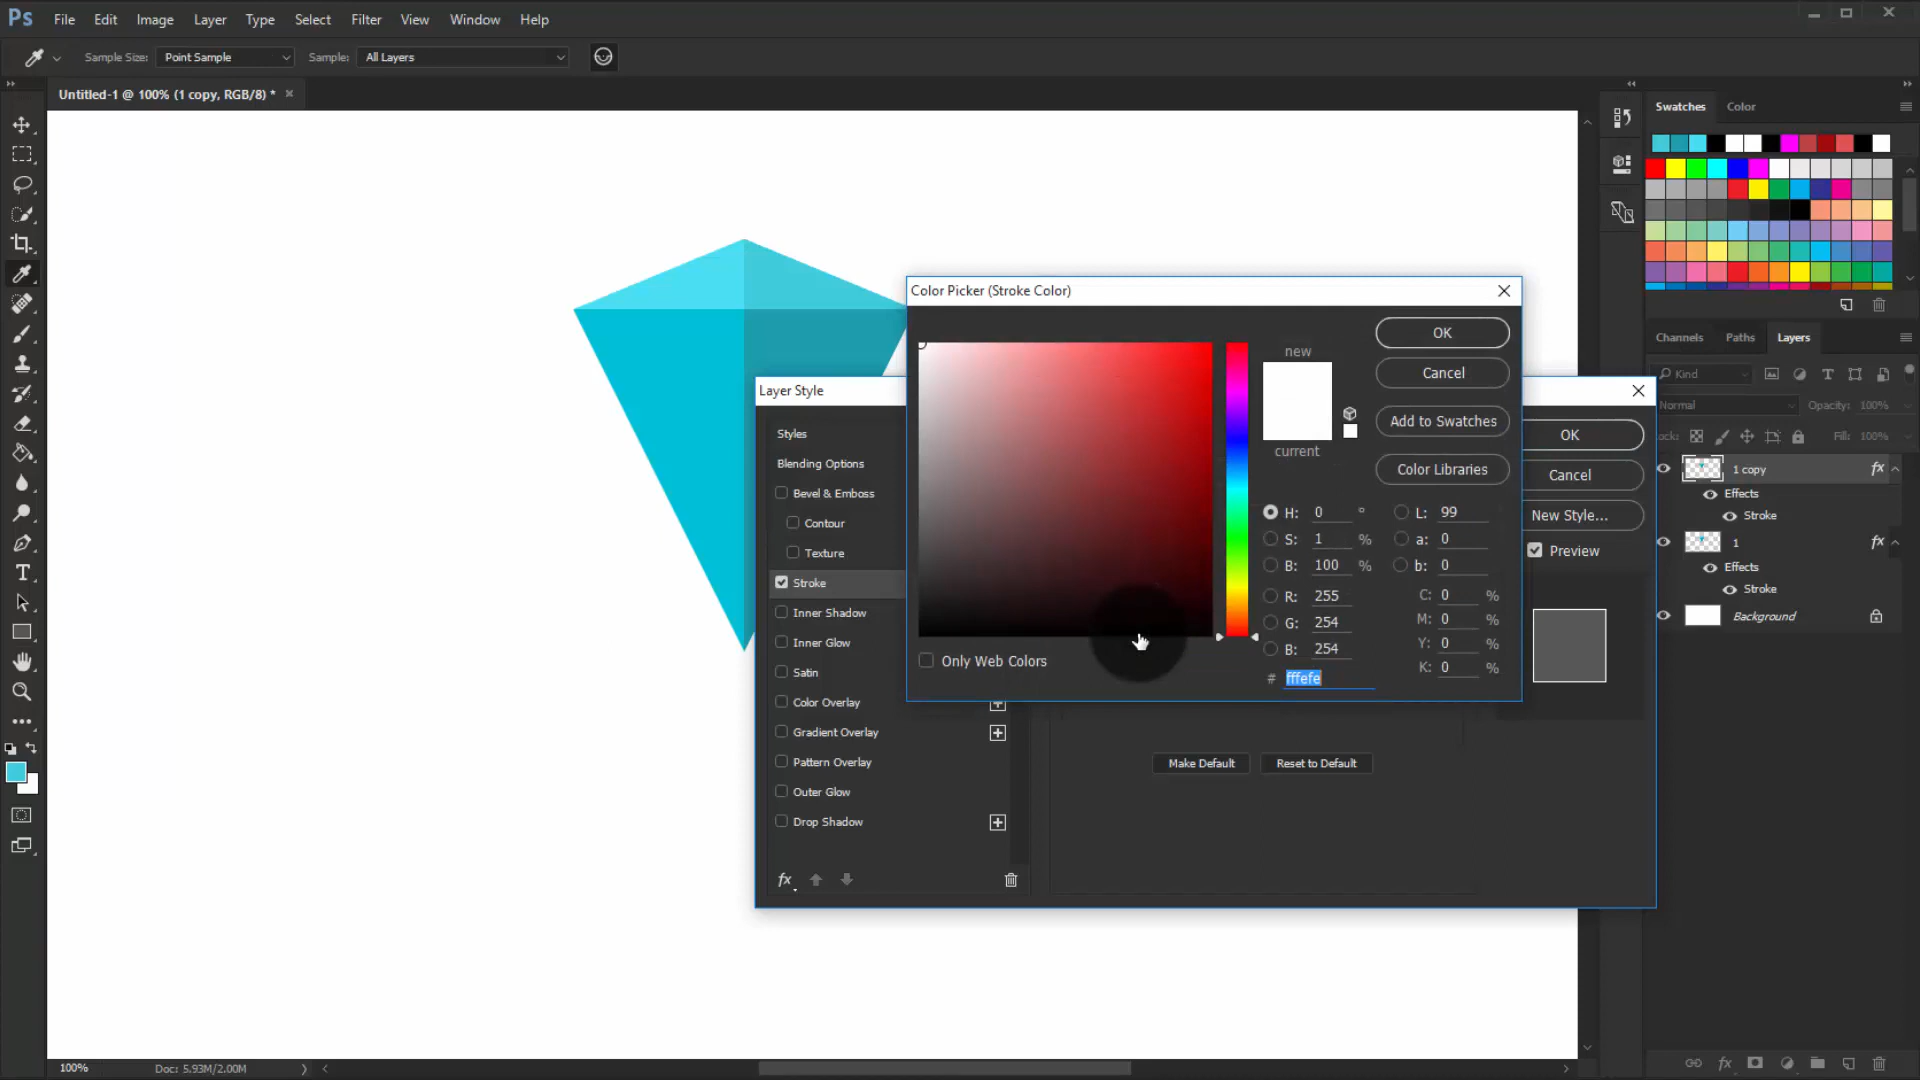 Ps File Edit Image Layer Type Select Filter View Window Help
Sample Size: Point Sample Sample: All Layers
Untitled-1 @ 100% (1 copy, RGB/8) *
Swatches Color
Color Picker (Stroke Color)
new
current
OK
Cancel
Add to Swatches
Color Libraries
H: 0 °
S: 1 %
B: 100 %
R: 255
G: 254
B: 254
# fffefe
L: 99
a: 0
b: 0
C: 0 %
M: 0 %
Y: 0 %
K: 0 %
Only Web Colors
Layer Style
Styles
Blending Options
Bevel & Emboss
Contour
Texture
Stroke
Inner Shadow
Inner Glow
Satin
Color Overlay
Gradient Overlay
Pattern Overlay
Outer Glow
Drop Shadow
fx
Make Default Reset to Default
OK
Cancel
New Style...
Preview
Channels Paths Layers
Kind
Normal Opacity: 100%
Fill: 100%
1 copy fx
Effects
Stroke
1 fx
Effects
Stroke
Background
fx
100% Doc: 5.93M/2.00M